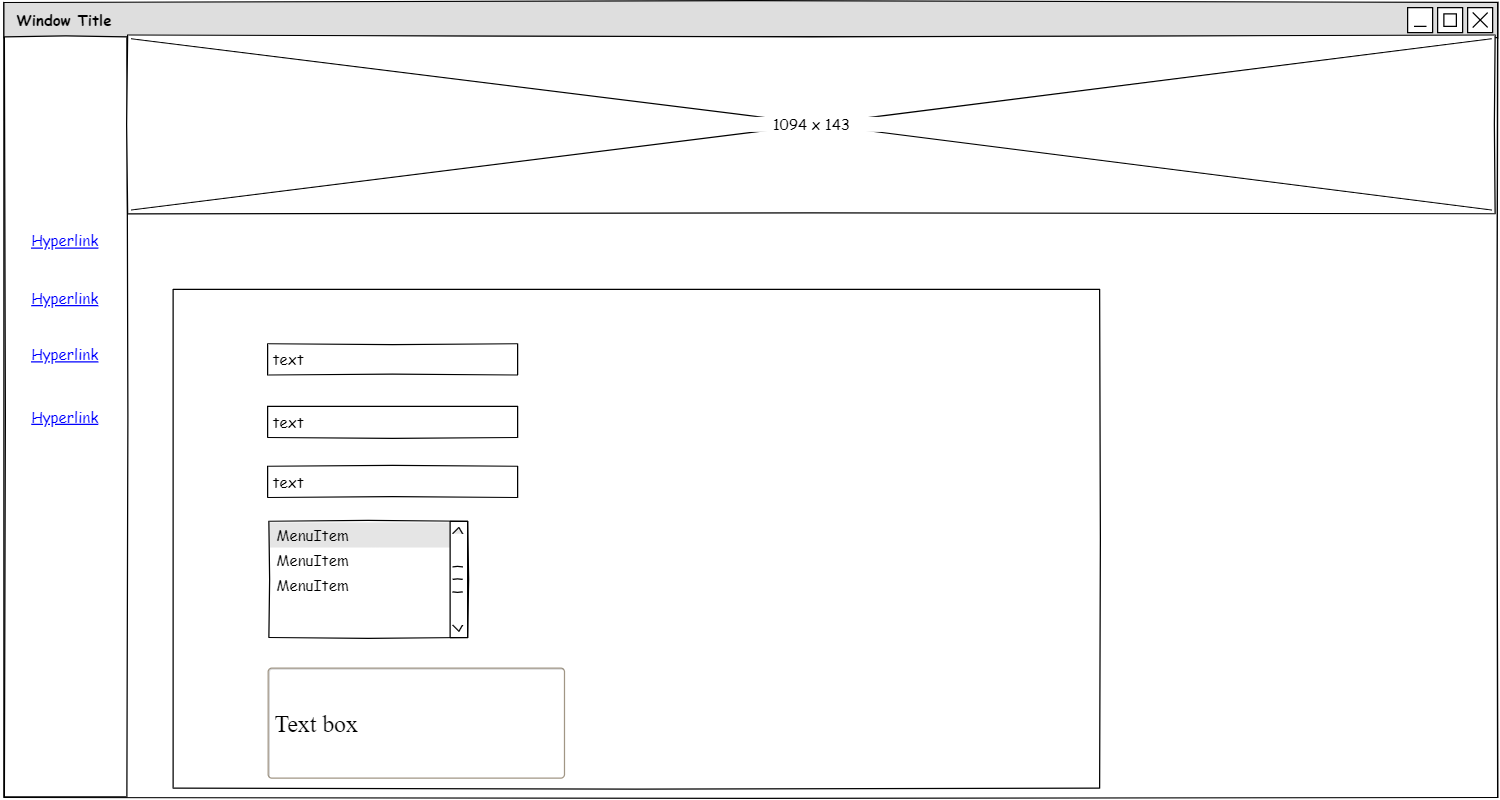 Window Title
1094 x 143
Hyperlink
Hyperlink
Hyperlink
Hyperlink
text
text
text
MenuItem
MenuItem
MenuItem
Text box